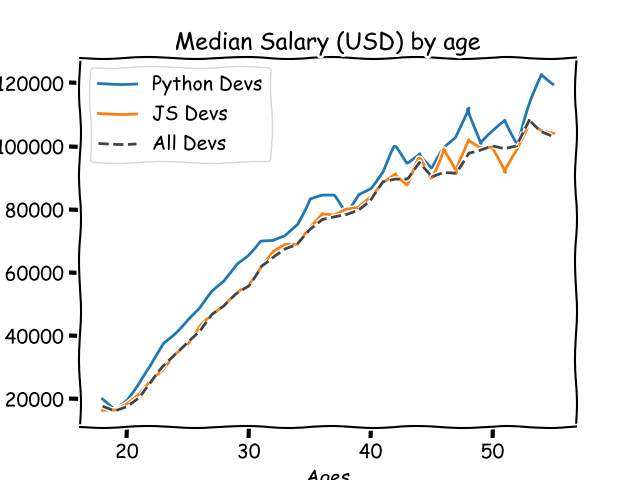 Median Salary (USD) by age
Python Devs
JS Devs
All Devs
120000
100000
80000
60000
40000
20000
20 30 40 50
Ages